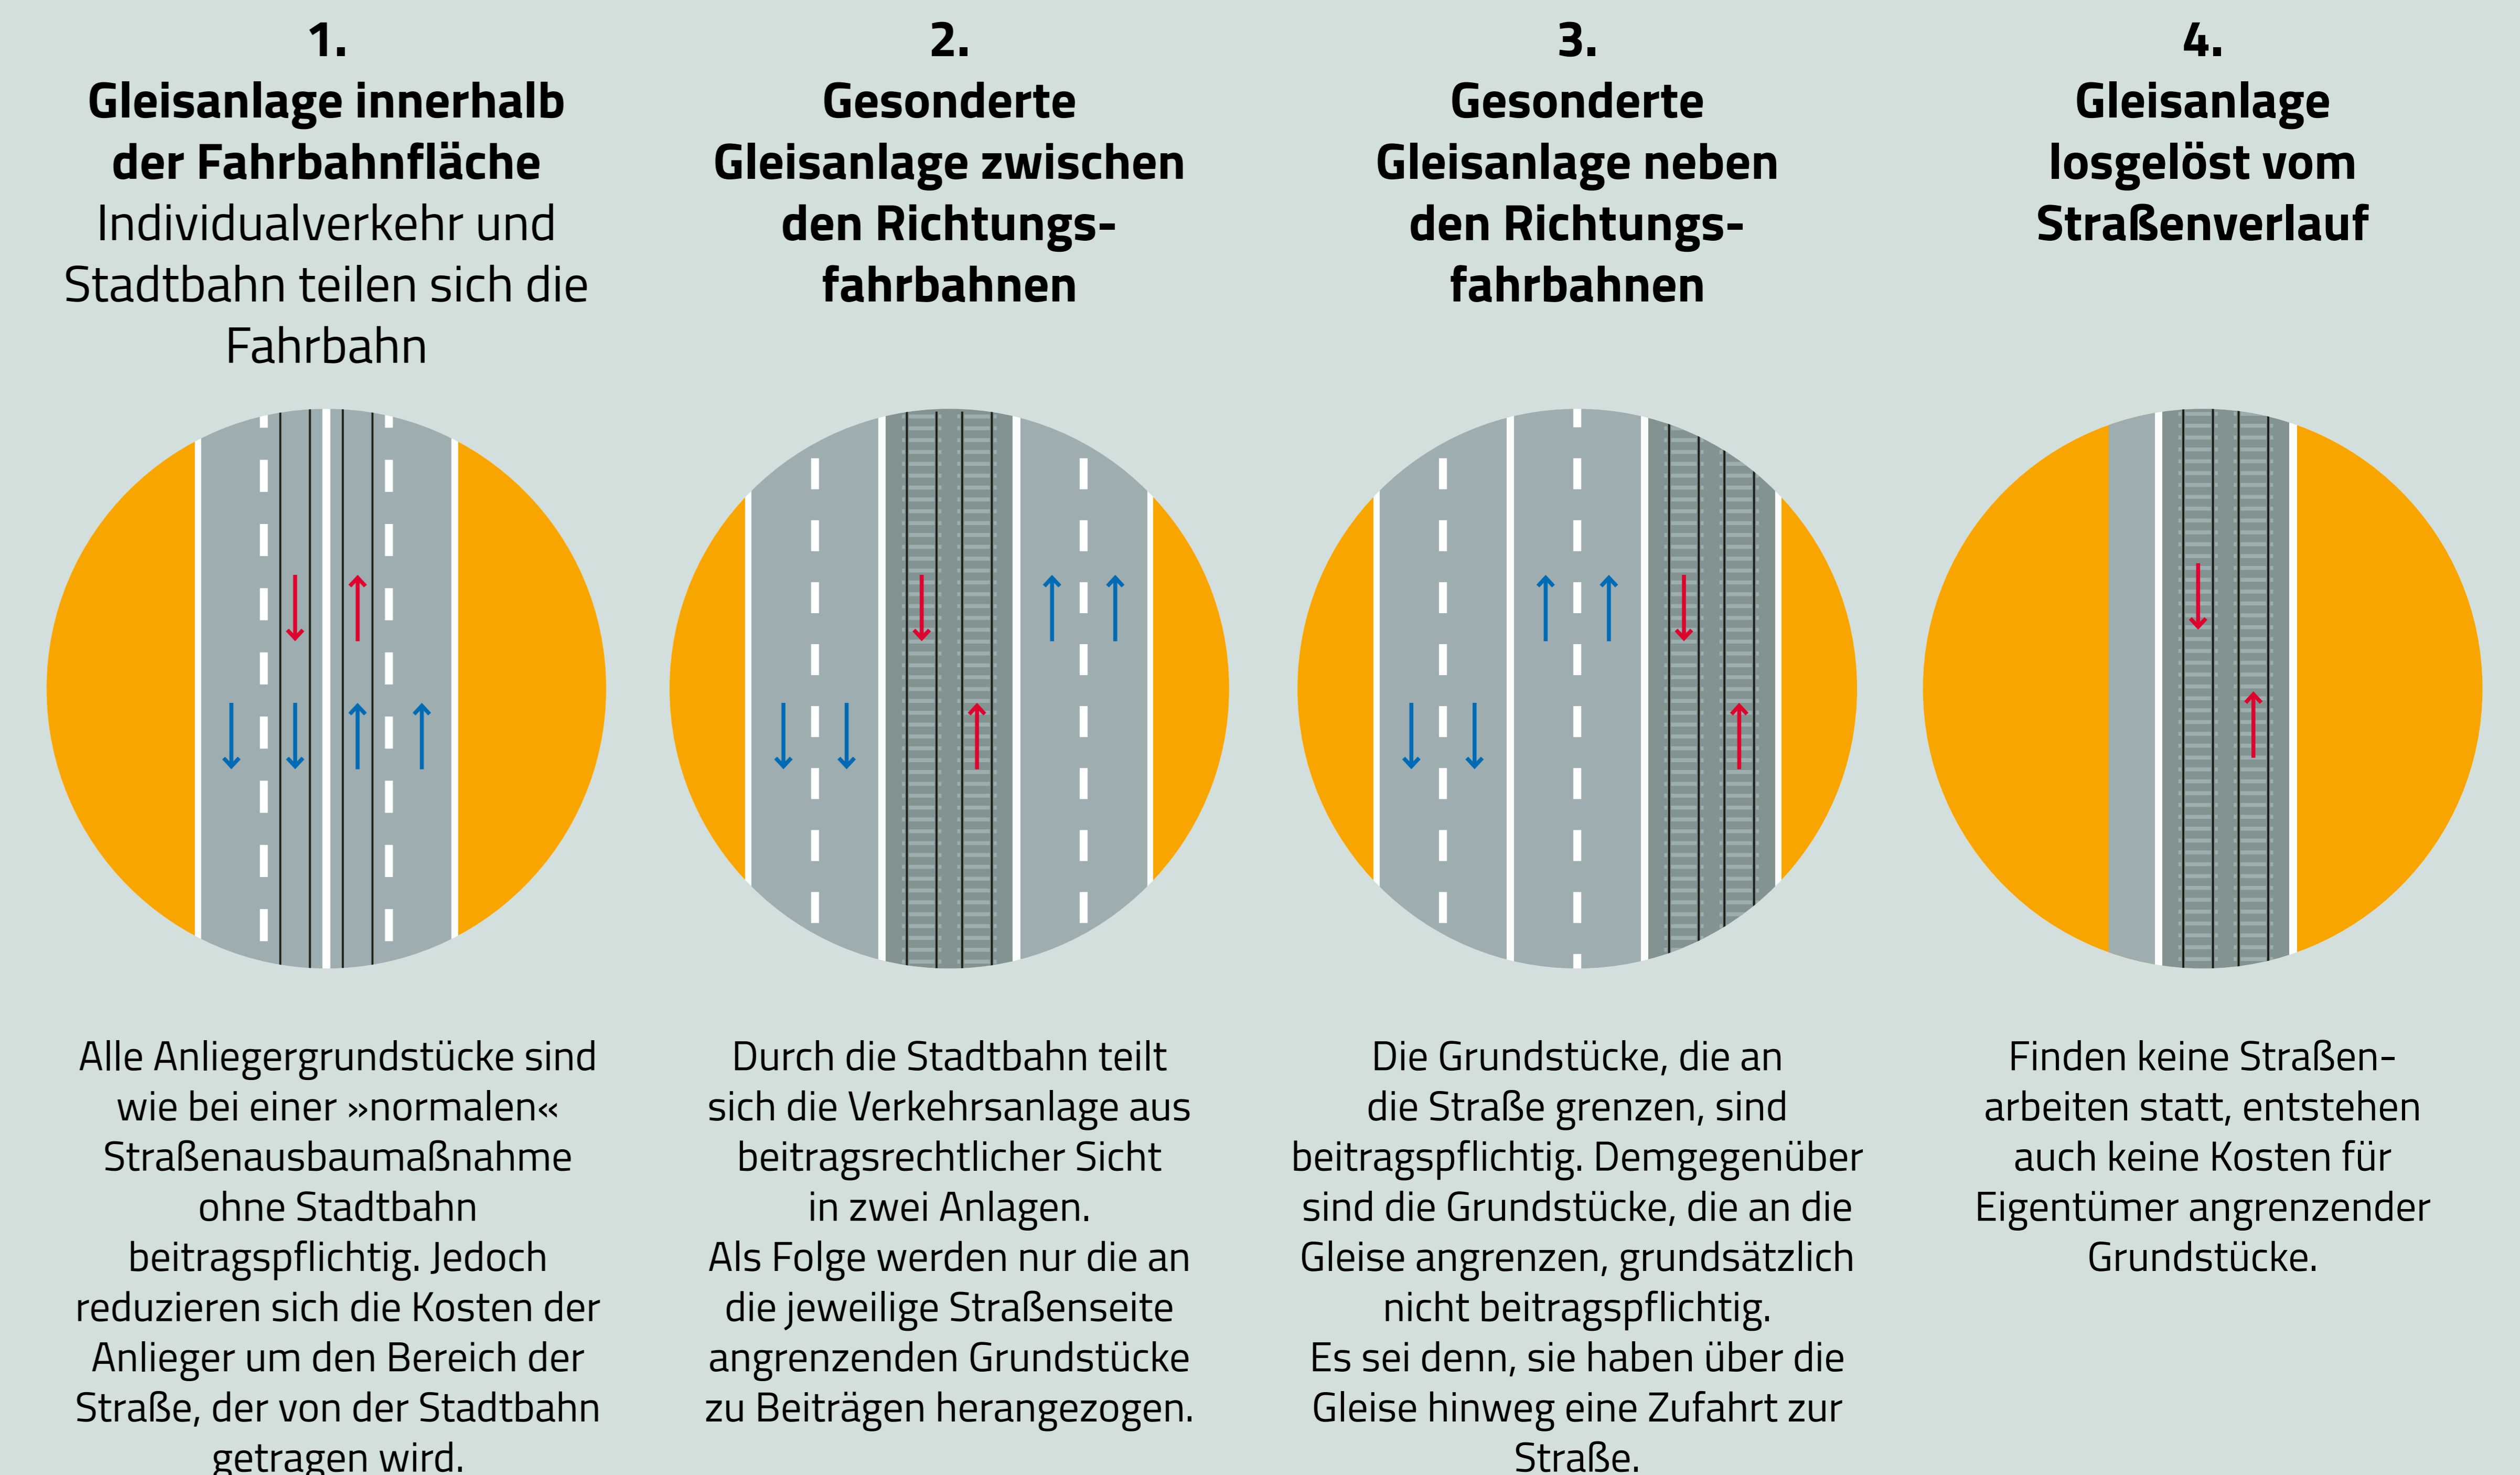 1.
Gleisanlage innerhalb
der Fahrbahnfläche
Individualverkehr und
Stadtbahn teilen sich die
Fahrbahn
Alle Anliegergrundstücke sind
wie bei einer »normalen«
Straßenausbaumaßnahme
ohne Stadtbahn
beitragspflichtig. Jedoch
reduzieren sich die Kosten der
Anlieger um den Bereich der
Straße, der von der Stadtbahn
getragen wird.
2.
Gesonderte
Gleisanlage zwischen
den Richtungs-
fahrbahnen
Durch die Stadtbahn teilt
sich die Verkehrsanlage aus
beitragsrechtlicher Sicht
in zwei Anlagen.
Als Folge werden nur die an
die jeweilige Straßenseite
angrenzenden Grundstücke
zu Beiträgen herangezogen.
3.
Gesonderte
Gleisanlage neben
den Richtungs-
fahrbahnen
Die Grundstücke, die an
die Straße grenzen, sind
beitragspflichtig. Demgegenüber
sind die Grundstücke, die an die
Gleise angrenzen, grundsätzlich
nicht beitragspflichtig.
Es sei denn, sie haben über die
Gleise hinweg eine Zufahrt zur
Straße.
4.
Gleisanlage
losgelöst vom
Straßenverlauf
Finden keine Straßen-
arbeiten statt, entstehen
auch keine Kosten für
Eigentümer angrenzender
Grundstücke.